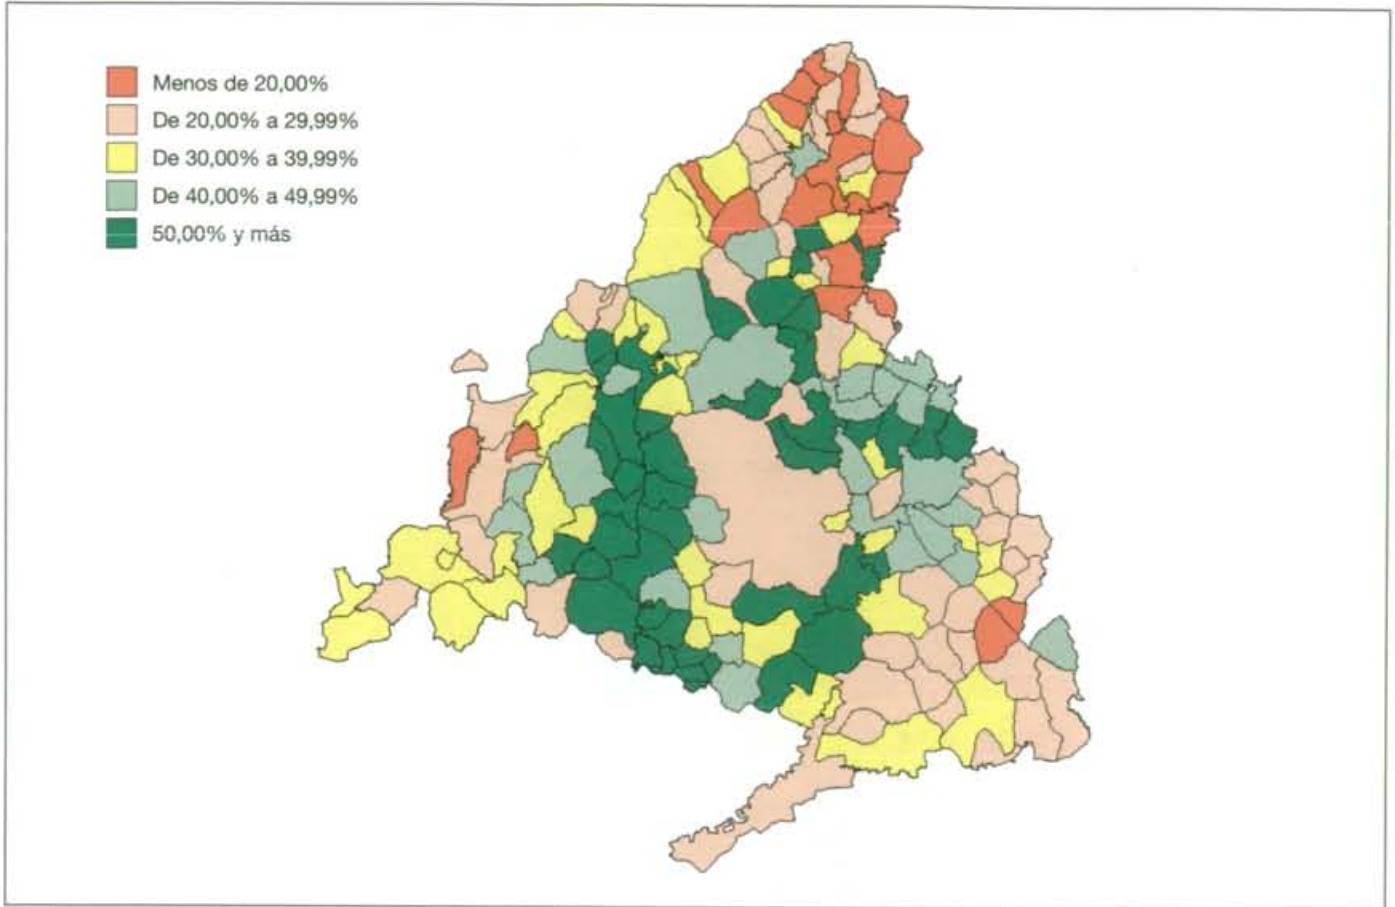 Menos de 20,00%
De 20,00% a 29,99%
De 30,00% a 39,99%
De 40,00% a 49,99%
50,00% y más